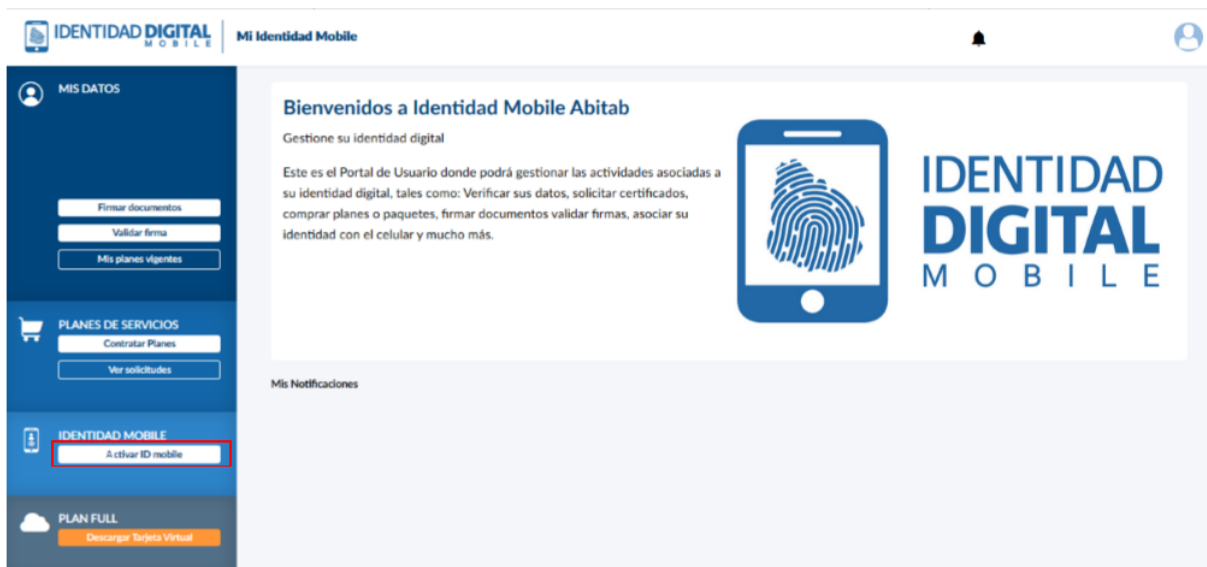 IDENTIDAD DIGITAL
MOBILE
Mi Identidad Mobile
MIS DATOS
Firmar documentos
Validar firma
Mis planes vigentes
PLANES DE SERVICIOS
Contratar Planes
Ver solicitudes
IDENTIDAD MOBILE
Activar ID mobile
PLAN FULL
Descargar Tarjeta Virtual
Bienvenidos a Identidad Mobile Abitab
Gestione su identidad digital
Este es el Portal de Usuario donde podrá gestionar las actividades asociadas a
su identidad digital, tales como: Verificar sus datos, solicitar certificados,
comprar planes o paquetes, firmar documentos validar firmas, asociar su
identidad con el celular y mucho más.
IDENTIDAD
DIGITAL
MOBILE
Mis Notificaciones